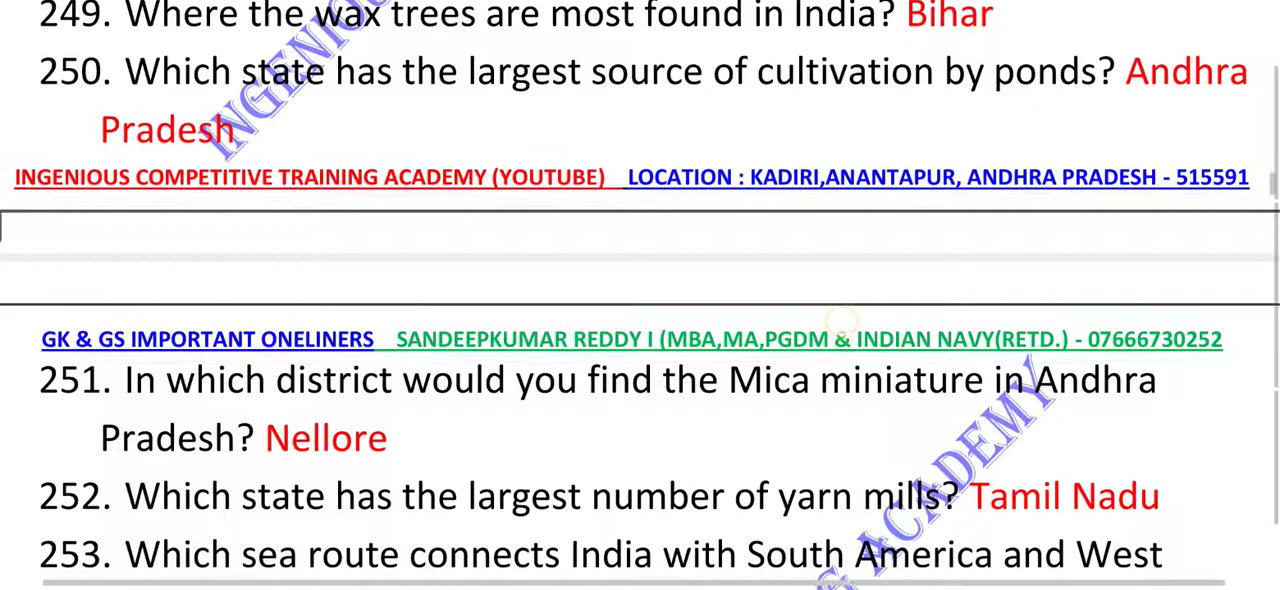 249. Where the wax trees are most found in India? Bihar
250. Which state has the largest source of cultivation by ponds? Andhra
Pradesh
INGENIOUS COMPETITIVE TRAINING ACADEMY (YOUTUBE) LOCATION : KADIRI,ANANTAPUR, ANDHRA PRADESH - 515591
GK & GS IMPORTANT ONELINERS SANDEEPKUMAR REDDY I (MBA,MA,PGDM & INDIAN NAVY(RETD.) - 07666730252
251. In which district would you find the Mica miniature in Andhra
Pradesh? Nellore
252. Which state has the largest number of yarn mills? Tamil Nadu
253. Which sea route connects India with South America and West
INGENIOU
G ACADEMY